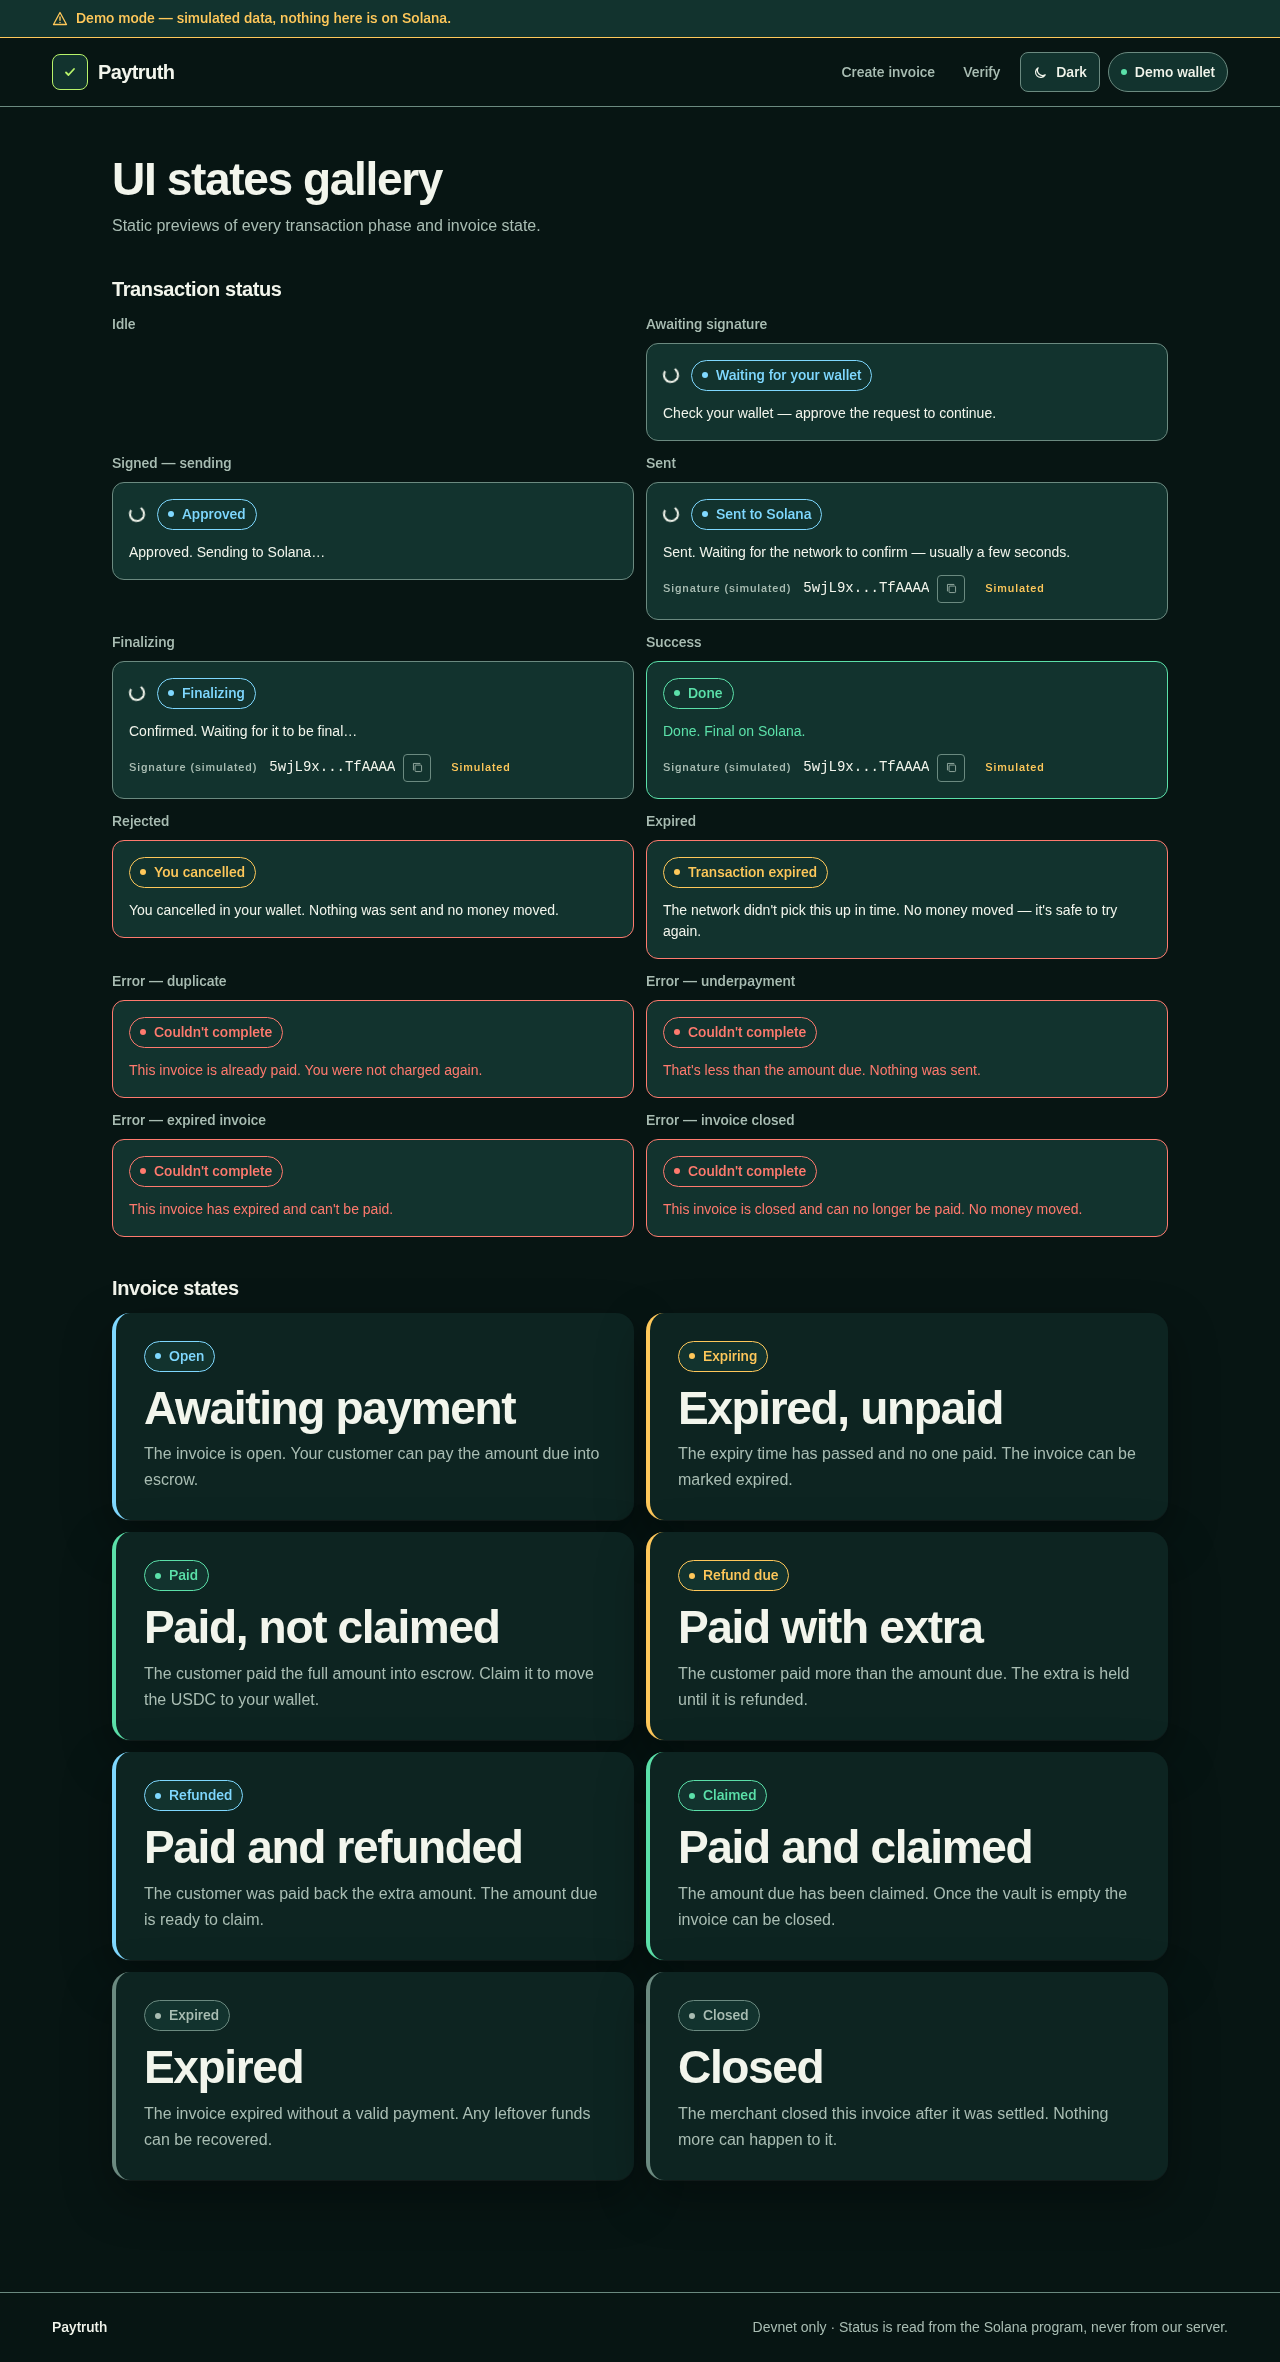 Demo mode — simulated data, nothing here is on Solana.
Paytruth
Create invoice
Verify
Dark
Demo wallet
UI states gallery
Static previews of every transaction phase and invoice state.
Transaction status
Idle
Awaiting signature
Waiting for your wallet
Check your wallet — approve the request to continue.
Signed — sending
Approved
Approved. Sending to Solana…
Sent
Sent to Solana
Sent. Waiting for the network to confirm — usually a few seconds.
Signature (simulated) 5wjL9x...TfAAAA Simulated
Finalizing
Finalizing
Confirmed. Waiting for it to be final…
Signature (simulated) 5wjL9x...TfAAAA Simulated
Success
Done
Done. Final on Solana.
Signature (simulated) 5wjL9x...TfAAAA Simulated
Rejected
You cancelled
You cancelled in your wallet. Nothing was sent and no money moved.
Expired
Transaction expired
The network didn't pick this up in time. No money moved — it's safe to try
again.
Error — duplicate
Couldn't complete
This invoice is already paid. You were not charged again.
Error — underpayment
Couldn't complete
That's less than the amount due. Nothing was sent.
Error — expired invoice
Couldn't complete
This invoice has expired and can't be paid.
Error — invoice closed
Couldn't complete
This invoice is closed and can no longer be paid. No money moved.
Invoice states
Open
Awaiting payment
The invoice is open. Your customer can pay the amount due into
escrow.
Expiring
Expired, unpaid
The expiry time has passed and no one paid. The invoice can be
marked expired.
Paid
Paid, not claimed
The customer paid the full amount into escrow. Claim it to move
the USDC to your wallet.
Refund due
Paid with extra
The customer paid more than the amount due. The extra is held
until it is refunded.
Refunded
Paid and refunded
The customer was paid back the extra amount. The amount due
is ready to claim.
Claimed
Paid and claimed
The amount due has been claimed. Once the vault is empty the
invoice can be closed.
Expired
Expired
The invoice expired without a valid payment. Any leftover funds
can be recovered.
Closed
Closed
The merchant closed this invoice after it was settled. Nothing
more can happen to it.
Paytruth
Devnet only · Status is read from the Solana program, never from our server.